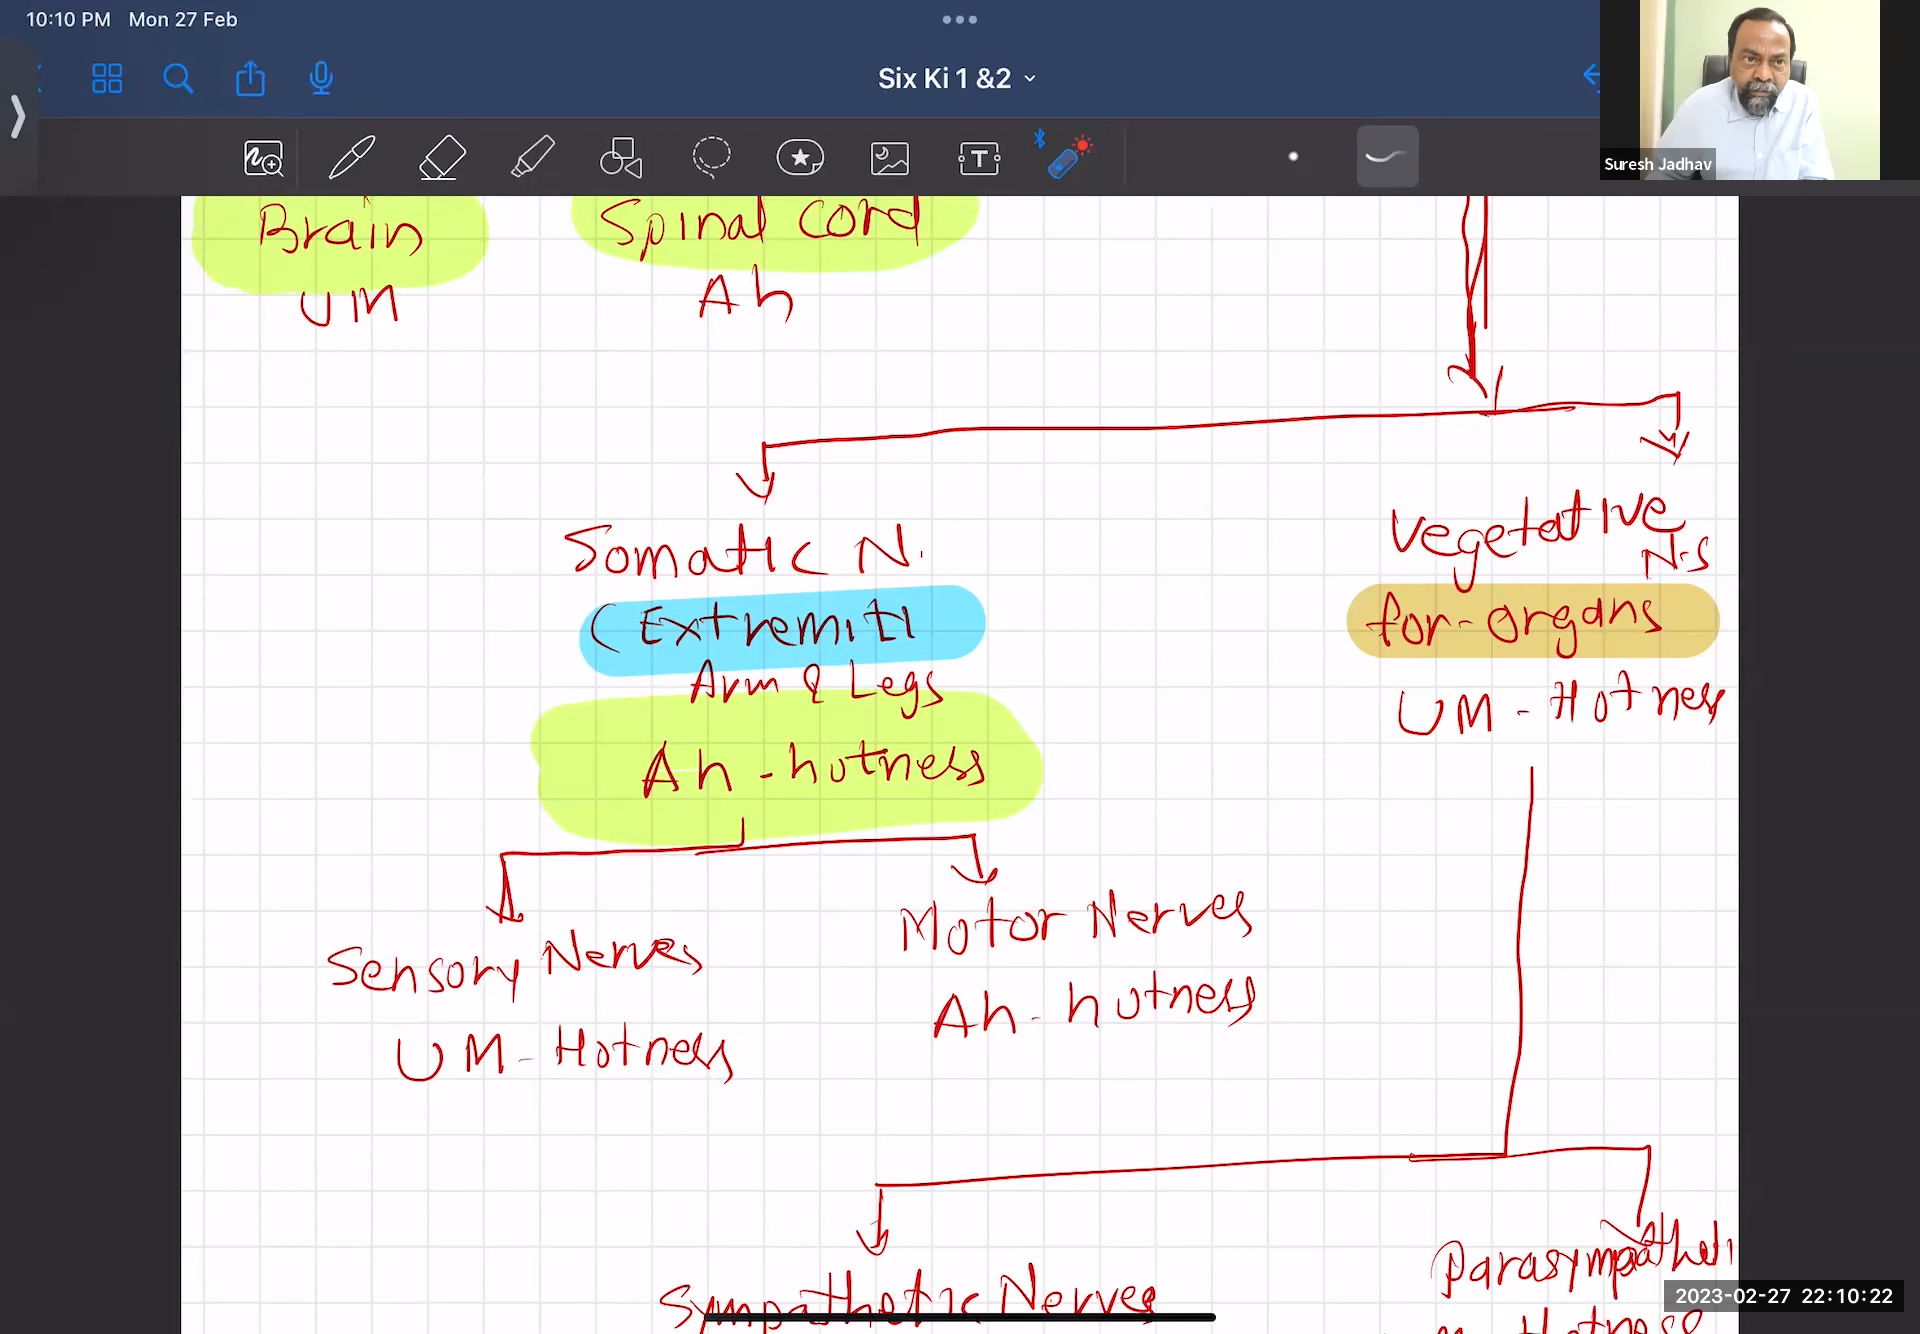 10:10 PM Mon 27 Feb
Six Ki 1 &2
Suresh Jadhav
Brain
Spinal cord
UM
Ah
Somatic N.
Vegetative
N.S
(Extremiti
for-organs
Arm & Legs
UM - Hotness
Ah - hotness
Sensory Nerves
Motor Nerves
UM - Hotness
Ah - hotness
Sympathetic Nerves
Parasympatheti
2023-02-27 22:10:22